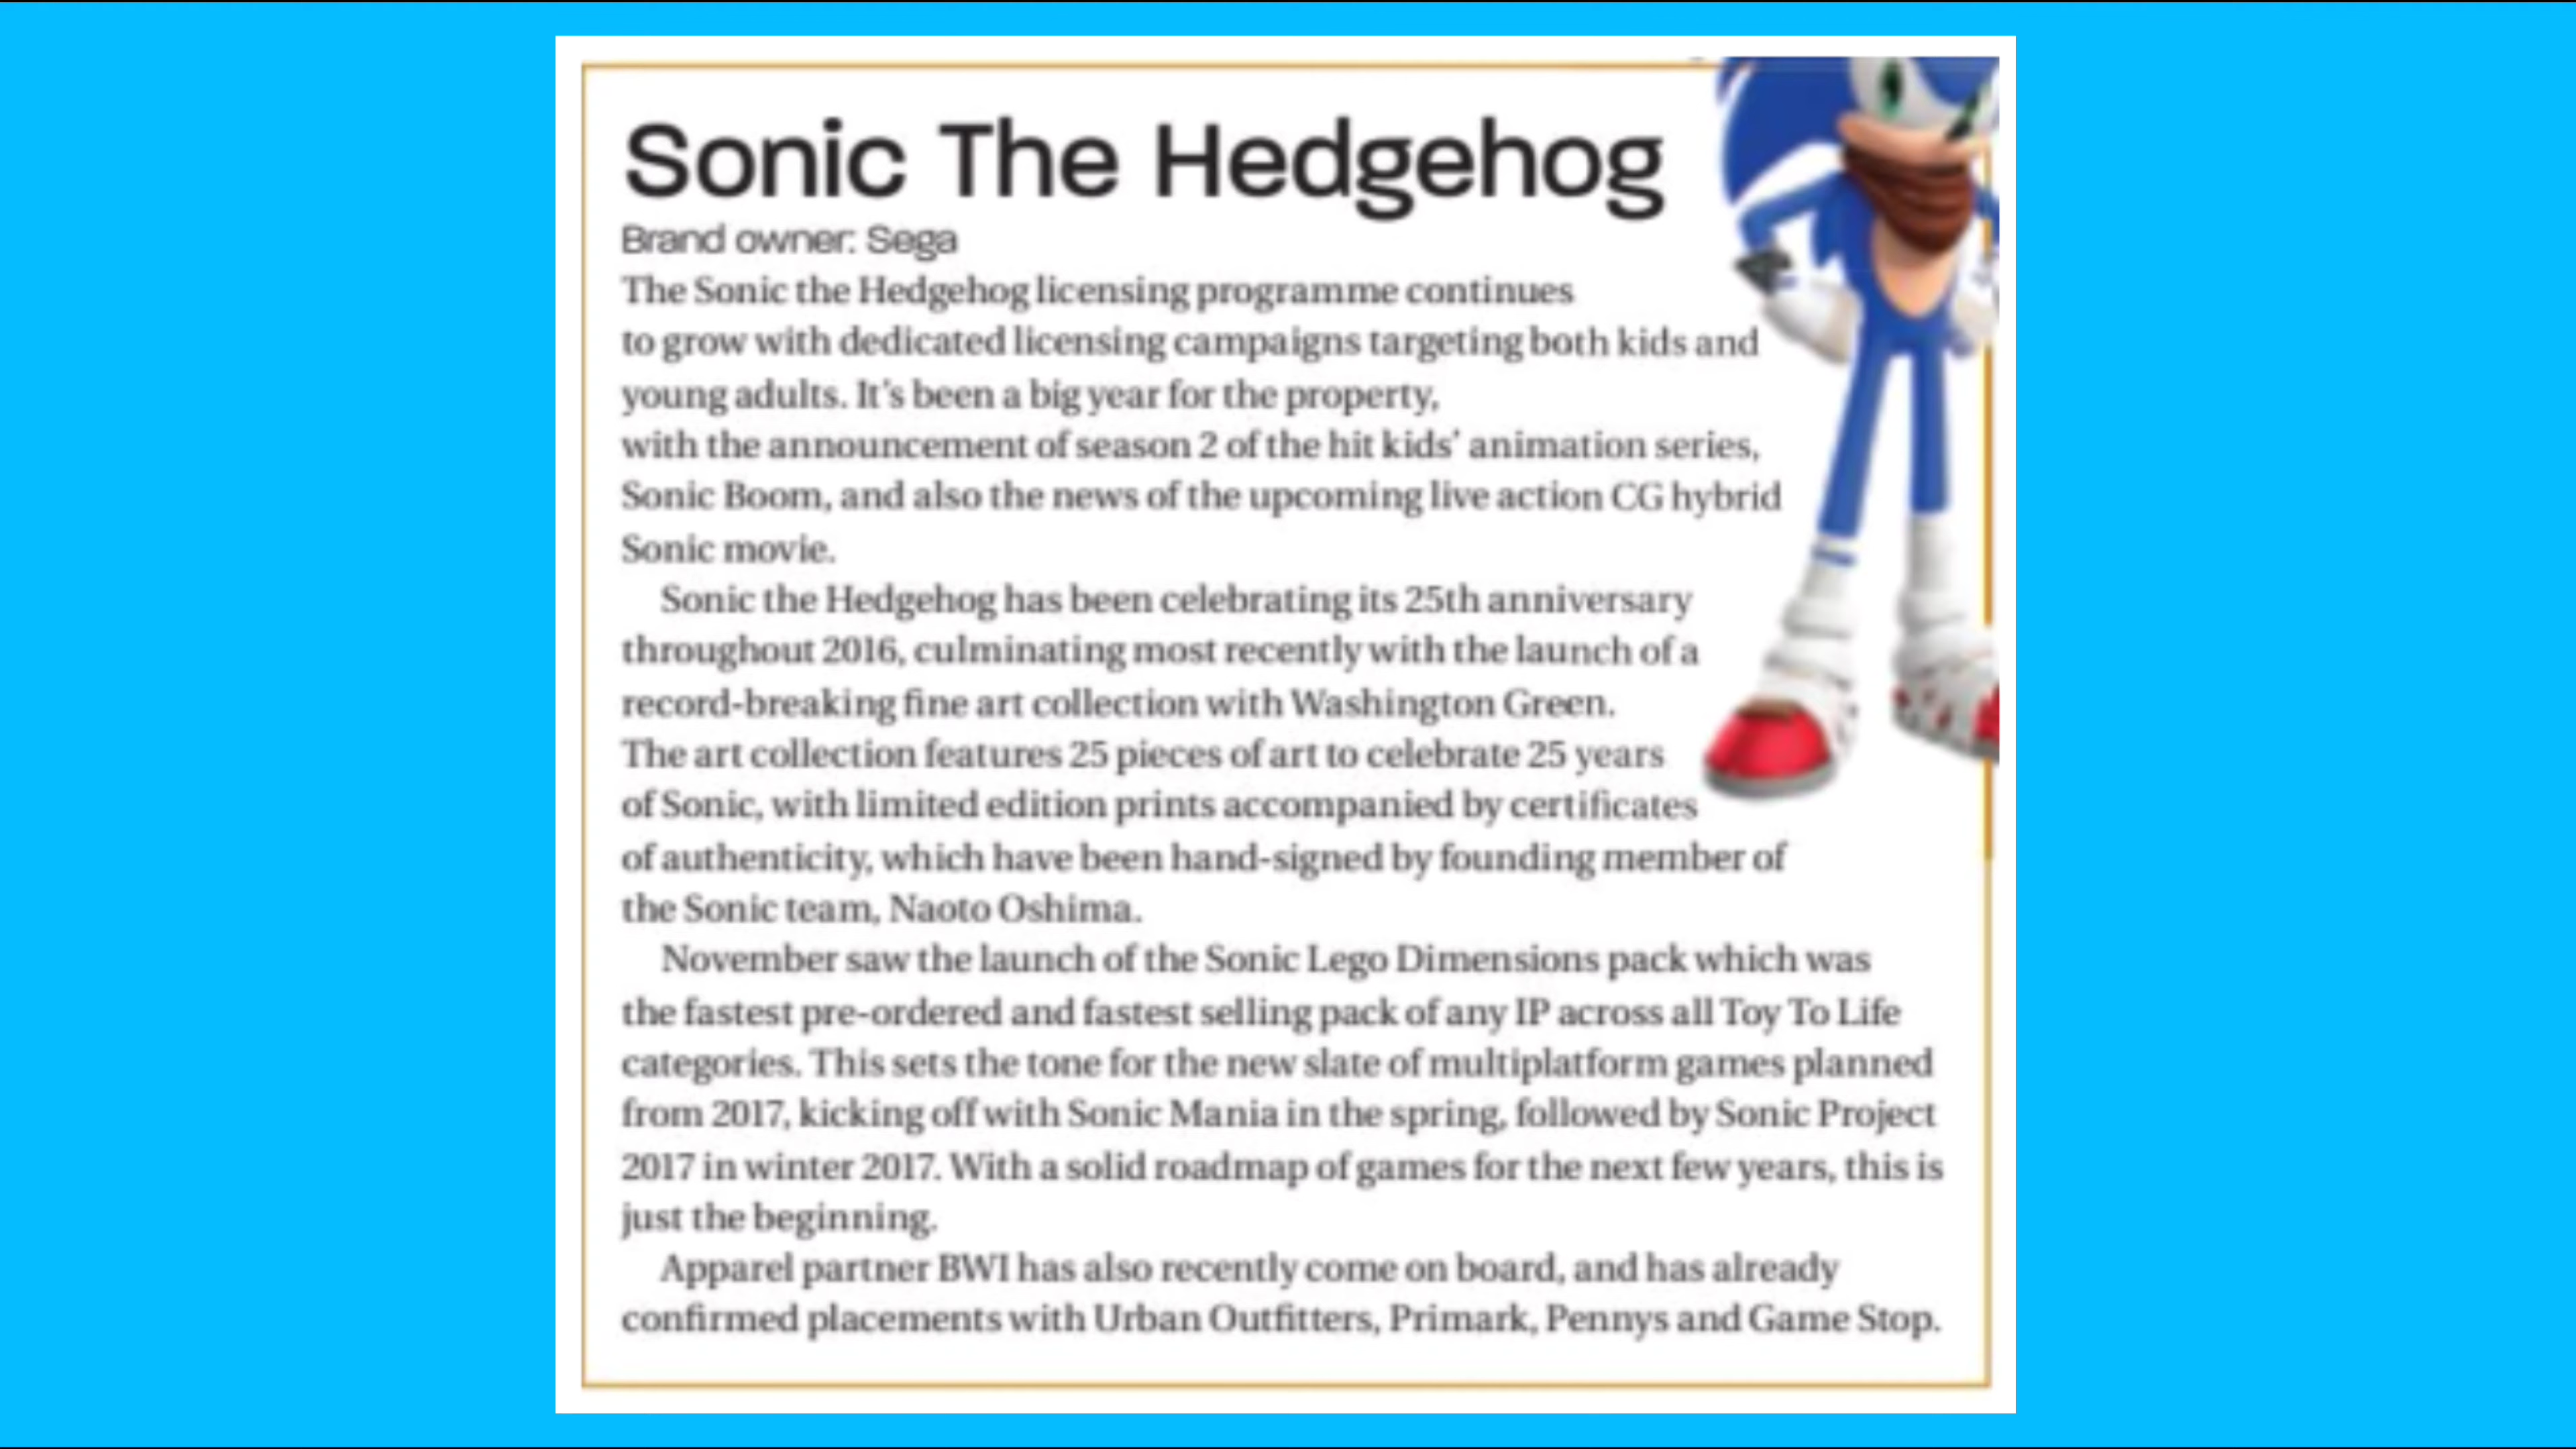 Sonic The Hedgehog
Brand owner: Sega
The Sonic the Hedgehog licensing programme continues
to grow with dedicated licensing campaigns targeting both kids and
young adults. It's been a big year for the property,
with the announcement of season 2 of the hit kids' animation series,
Sonic Boom, and also the news of the upcoming live action CG hybrid
Sonic movie.
Sonic the Hedgehog has been celebrating its 25th anniversary
throughout 2016, culminating most recently with the launch of a
record-breaking fine art collection with Washington Green.
The art collection features 25 pieces of art to celebrate 25 years
of Sonic, with limited edition prints accompanied by certificates
of authenticity, which have been hand-signed by founding member of
the Sonic team, Naoto Oshima.
November saw the launch of the Sonic Lego Dimensions pack which was
the fastest pre-ordered and fastest selling pack of any IP across all Toy To Life
categories. This sets the tone for the new slate of multiplatform games planned
from 2017, kicking off with Sonic Mania in the spring, followed by Sonic Project
2017 in winter 2017. With a solid roadmap of games for the next few years, this is
just the beginning.
Apparel partner BWI has also recently come on board, and has already
confirmed placements with Urban Outfitters, Primark, Pennys and Game Stop.